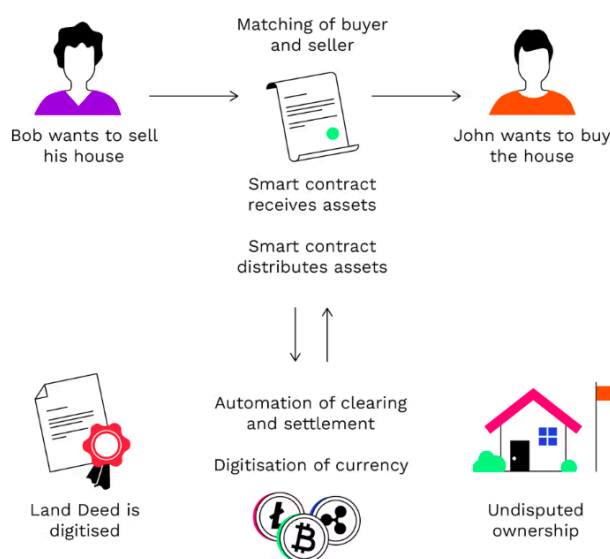 Matching of buyer
and seller
Bob wants to sell
his house
John wants to buy
the house
Smart contract
receives assets
Smart contract
distributes assets
Automation of clearing
and settlement
Digitisation of currency
Land Deed is
digitised
Undisputed
ownership